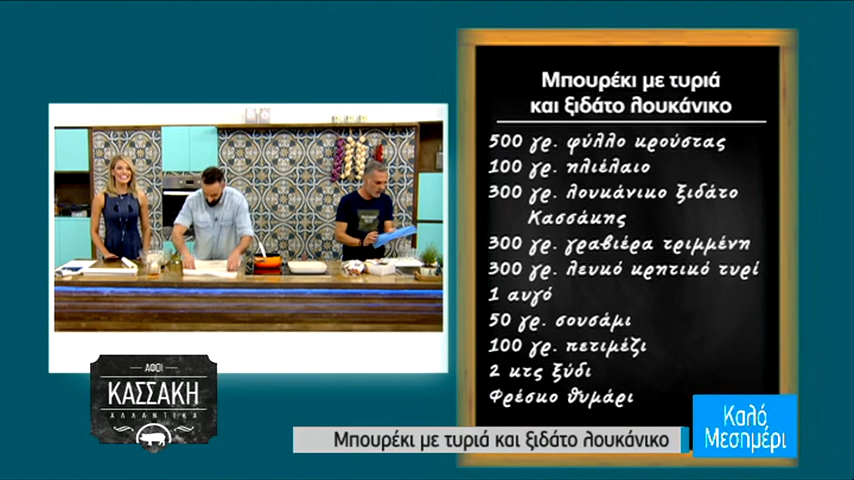 Μπουρέκι με τυριά
και ξιδάτο λουκάνικο
500 γρ. φύλλο κρούστας
100 γρ. ηλιέλαιο
300 γρ. λουκάνικο ξιδάτο
Κασσάκης
300 γρ. γραβιέρα τριμμένη
300 γρ. λευκό κρητικό τυρί
1 αυγό
50 γρ. σουσάμι
100 γρ. πετιμέζι
2 κτς ξύδι
Φρέσκο θυμάρι
ΑΦΟΙ
ΚΑΣΣΑΚΗ
ΑΛΛΑΝΤΙΚΑ
Μπουρέκι με τυριά και ξιδάτο λουκάνικο
Καλό
Μεσημέρι